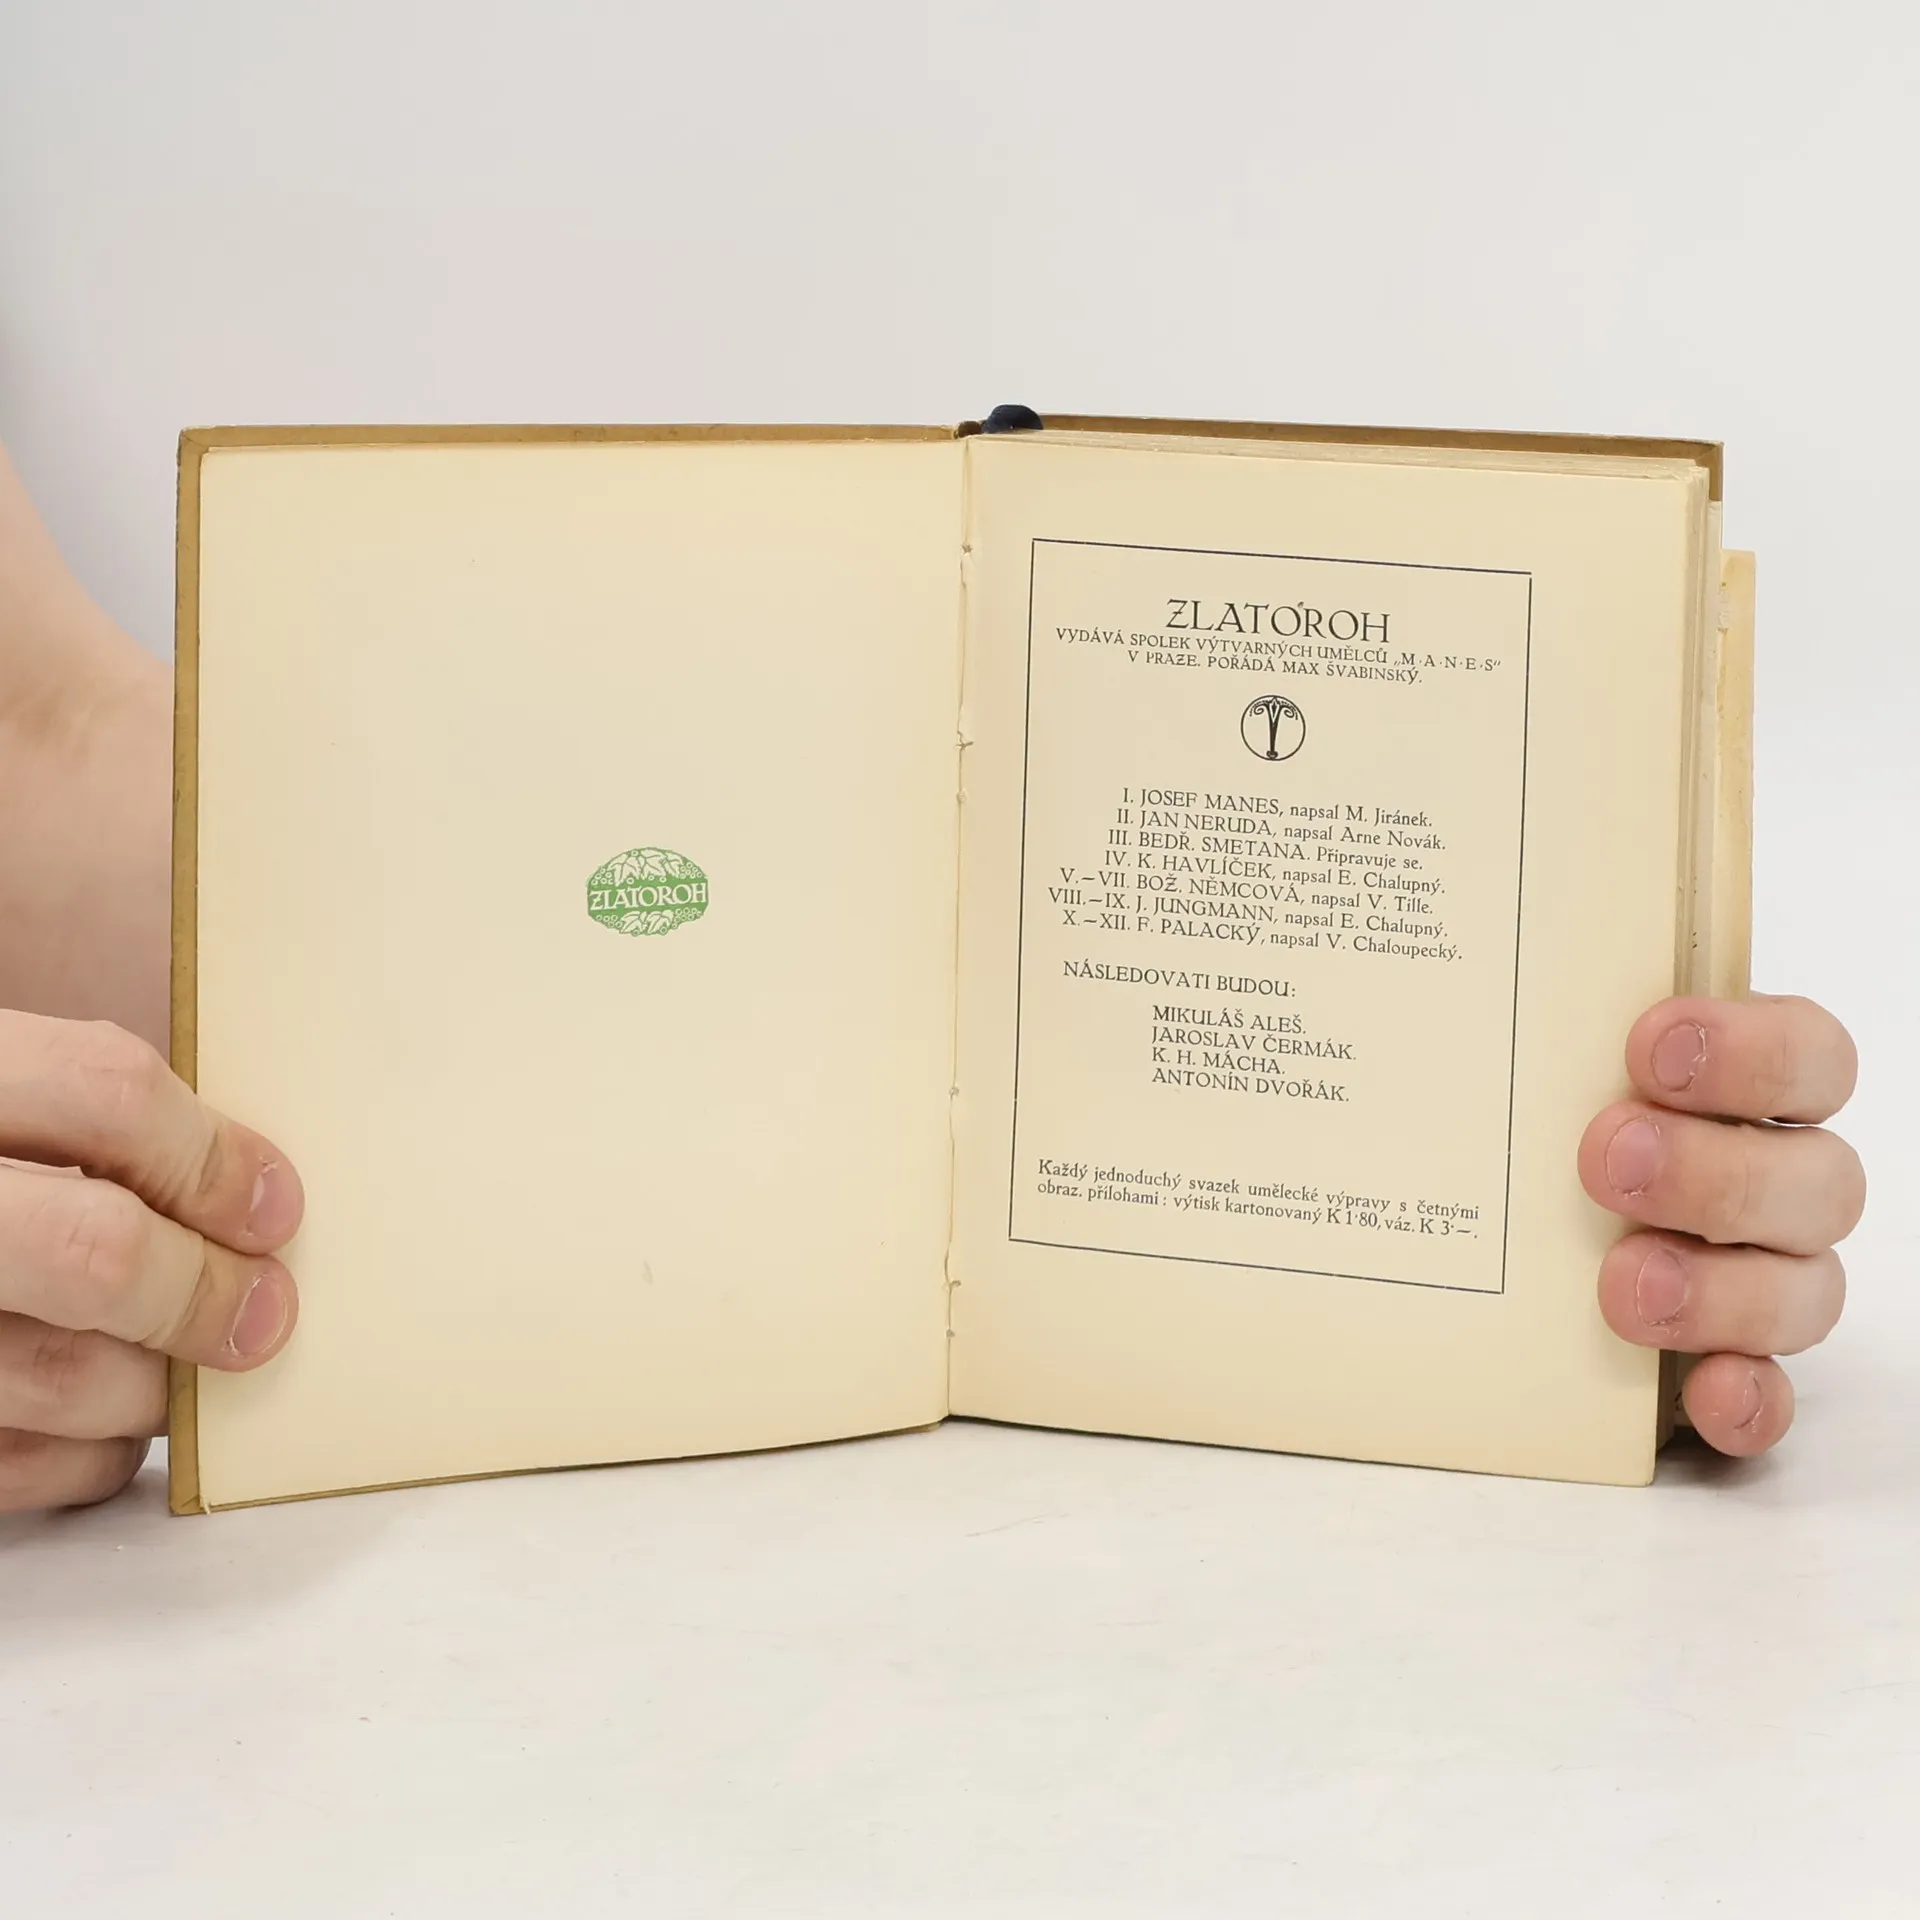 ZLATOROH
ZLATOROH
VYDÁVÁ SPOLEK VÝTVARNÝCH UMĚLCŮ „M·A·N·E·S“
V PRAZE. POŘÁDÁ MAX ŠVABINSKÝ.
I. JOSEF MANES, napsal M. Jiránek.
II. JAN NERUDA, napsal Arne Novák.
III. BEDŘ. SMETANA. Připravuje se.
IV. K. HAVLÍČEK, napsal E. Chalupný.
V.–VII. BOŽ. NĚMCOVÁ, napsal V. Tille.
VIII.–IX. J. JUNGMANN, napsal E. Chalupný.
X.–XII. F. PALACKÝ, napsal V. Chaloupecký.
NÁSLEDOVATI BUDOU:
MIKULÁŠ ALEŠ.
JAROSLAV ČERMÁK.
K. H. MÁCHA.
ANTONÍN DVOŘÁK.
Každý jednoduchý svazek umělecké výpravy s četnými
obraz. přílohami : výtisk kartonovaný K 1·80, váz. K 3·–.